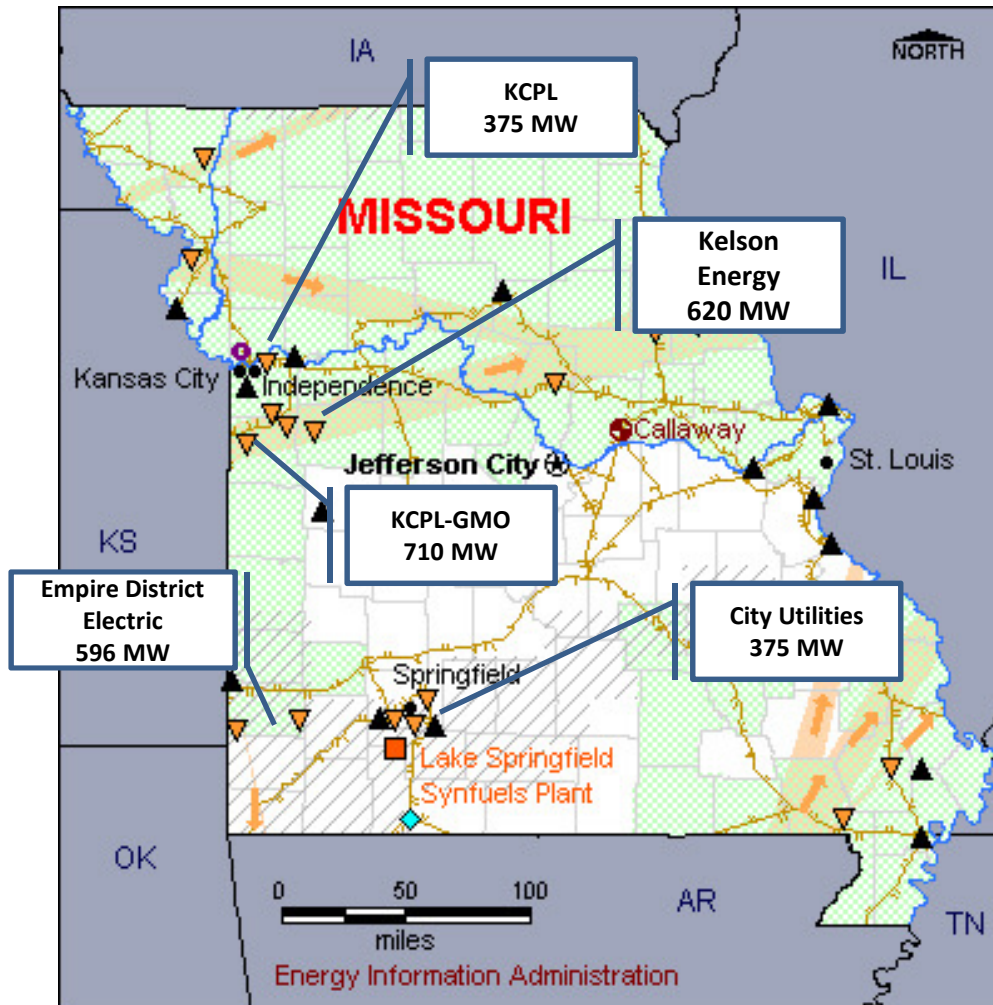 IA
NORTH
KCPL
375 MW
MISSOURI
Kelson
Energy
620 MW
IL
Kansas City
Independence
Callaway
Jefferson City
St. Louis
KS
KCPL-GMO
710 MW
Empire District
Electric
596 MW
City Utilities
375 MW
Springfield
Lake Springfield
Synfuels Plant
OK
0 50 100
miles
AR
TN
Energy Information Administration